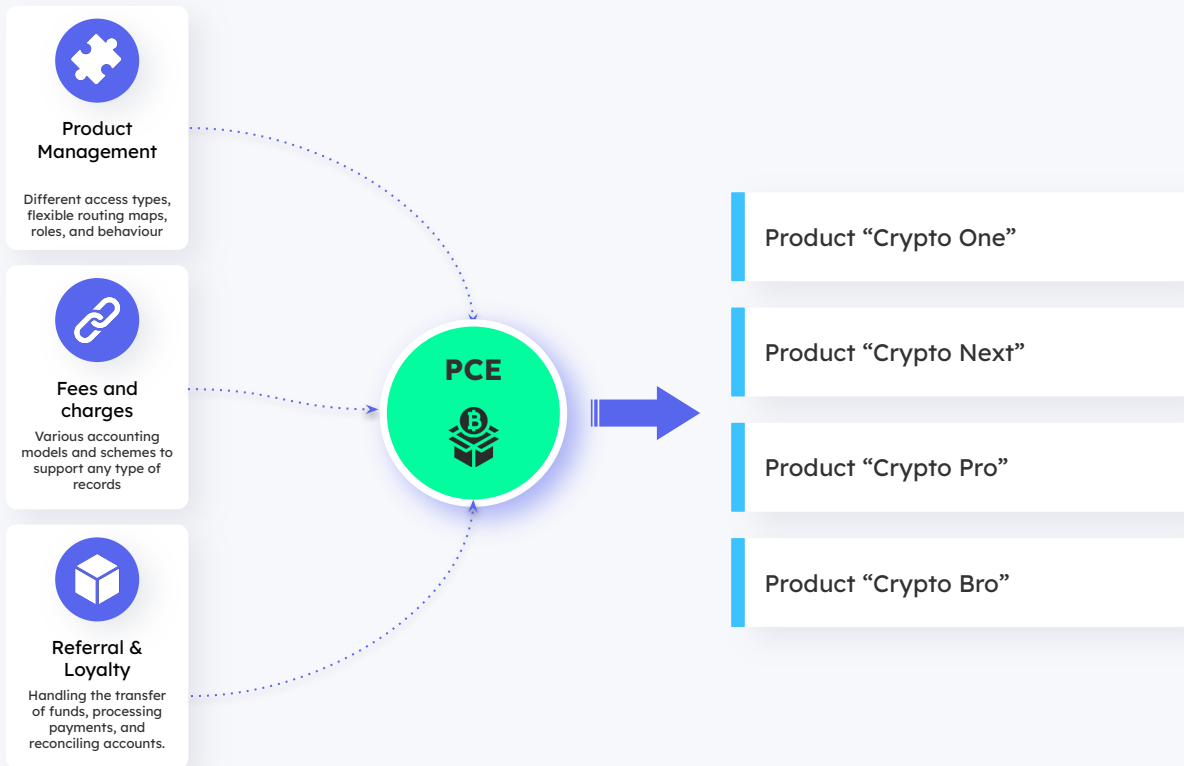 Product
Management
Different access types,
flexible routing maps,
roles, and behaviour
Fees and
charges
Various accounting
models and schemes to
support any type of
records
Referral &
Loyalty
Handling the transfer
of funds, processing
payments, and
reconciling accounts.
PCE
Product “Crypto One”
Product “Crypto Next”
Product “Crypto Pro”
Product “Crypto Bro”